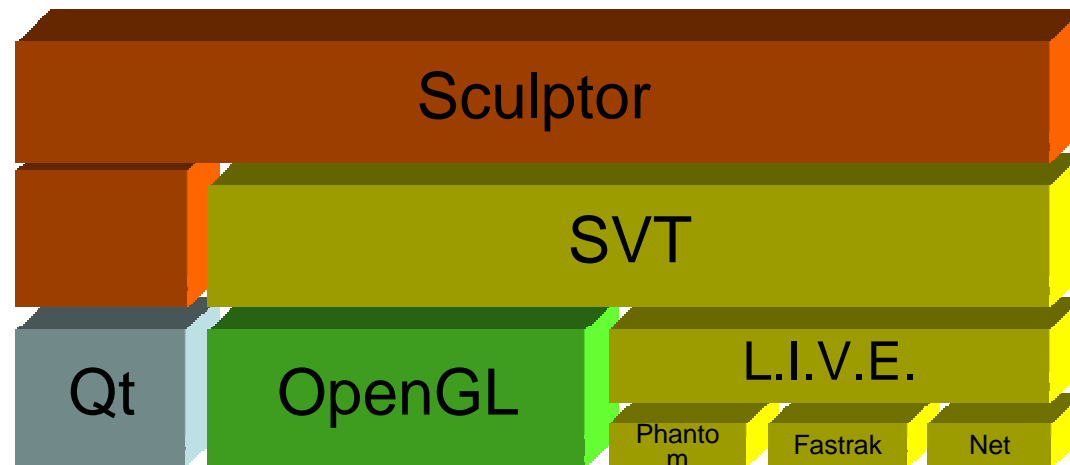 Sculptor
SVT
Qt
OpenGL
L.I.V.E.
Phanto
m
Fastrak
Net